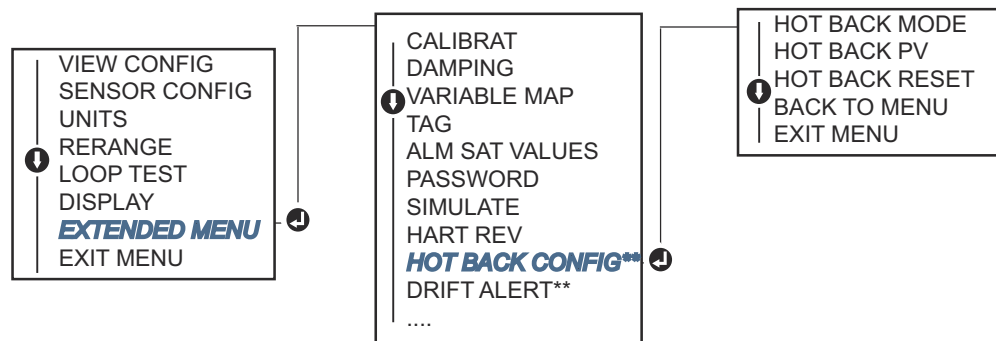 VIEW CONFIG
SENSOR CONFIG
UNITS
RERANGE
LOOP TEST
DISPLAY
EXTENDED MENU
EXIT MENU
CALIBRAT
DAMPING
VARIABLE MAP
TAG
ALM SAT VALUES
PASSWORD
SIMULATE
HART REV
HOT BACK CONFIG**
DRIFT ALERT**
....
HOT BACK MODE
HOT BACK PV
HOT BACK RESET
BACK TO MENU
EXIT MENU